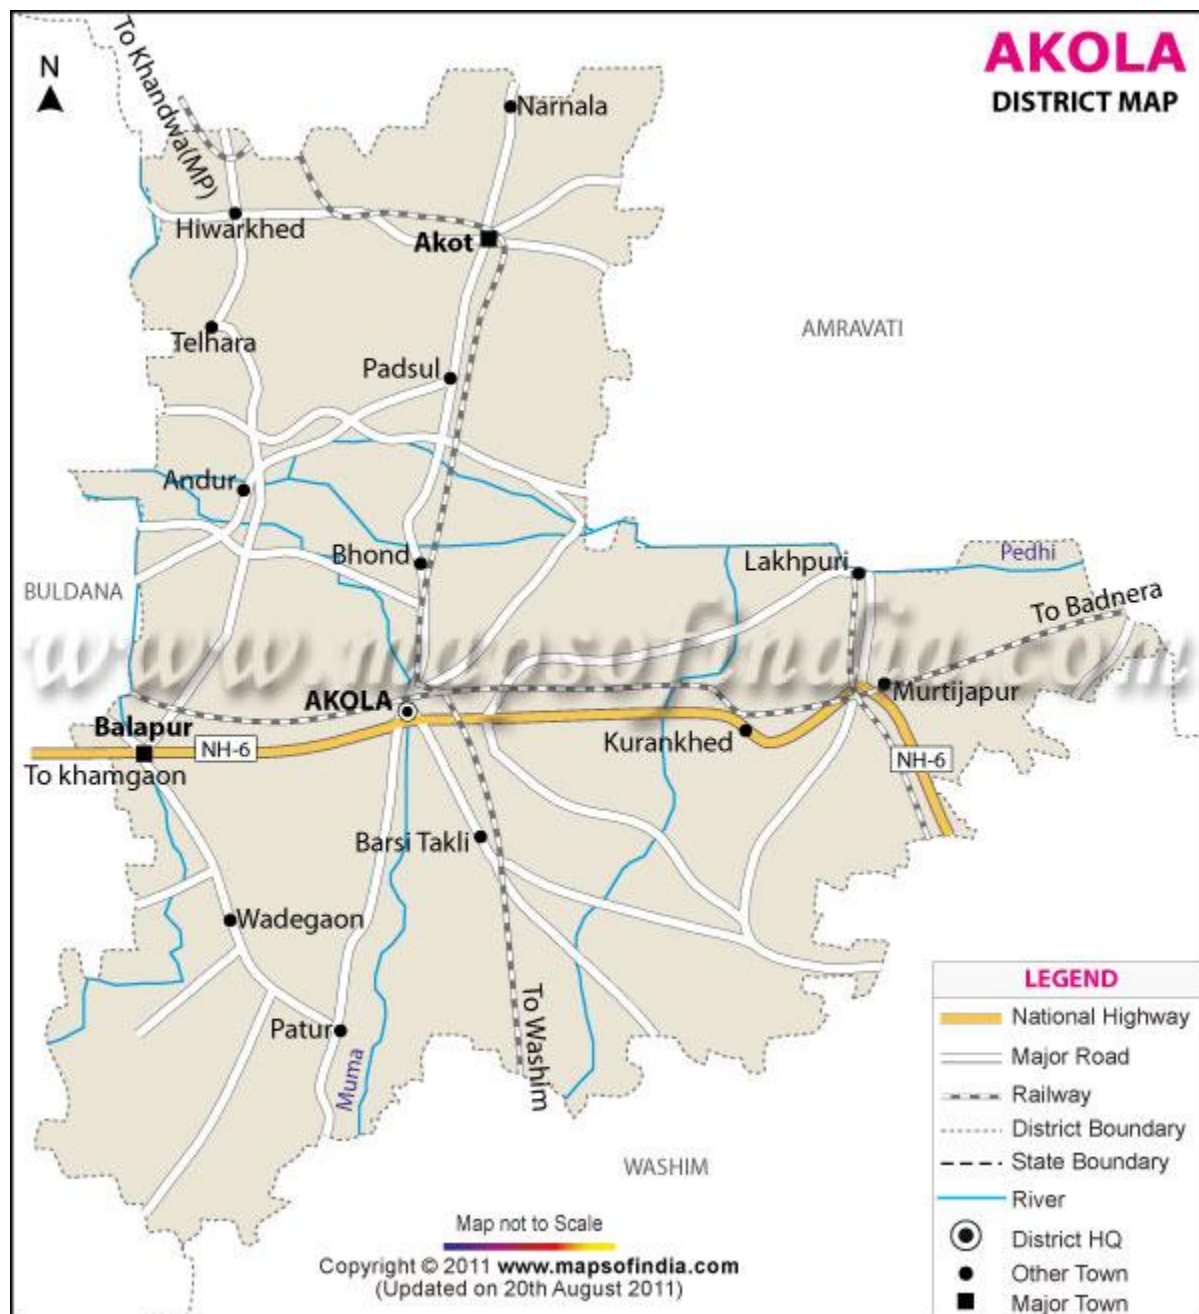 AKOLA
DISTRICT MAP
N
To Khandwa(MP)
Narnala
Hiwarkhed
Akot
AMRAVATI
Telhara
Padsul
Andur
Bhond
Lakhpuri
Pedhi
BULDANA
To Badnera
www.mapsofindia.com
AKOLA
Murtijapur
Balapur
NH-6
Kurankhed
To khamgaon
NH-6
Barsi Takli
Wadegaon
To Washim
Patur
Muma
WASHIM
LEGEND
National Highway
Major Road
Railway
District Boundary
State Boundary
River
District HQ
Other Town
Major Town
Map not to Scale
Copyright © 2011 www.mapsofindia.com
(Updated on 20th August 2011)